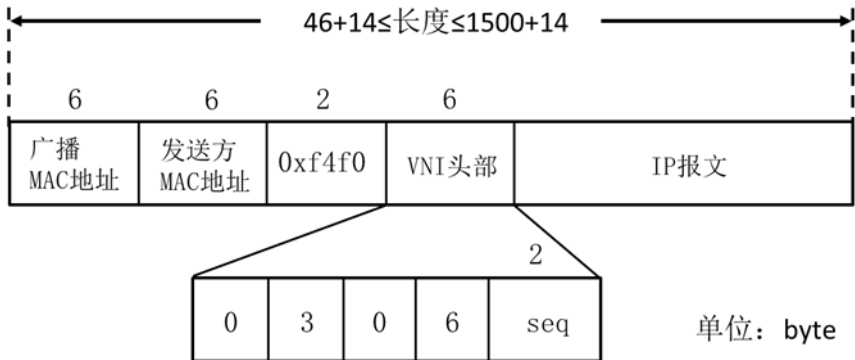 46+14≤长度≤1500+14
6 6 2 6
广播
MAC地址
发送方
MAC地址
0xf4f0
VNI头部
IP报文
2
0 3 0 6 seq
单位：byte